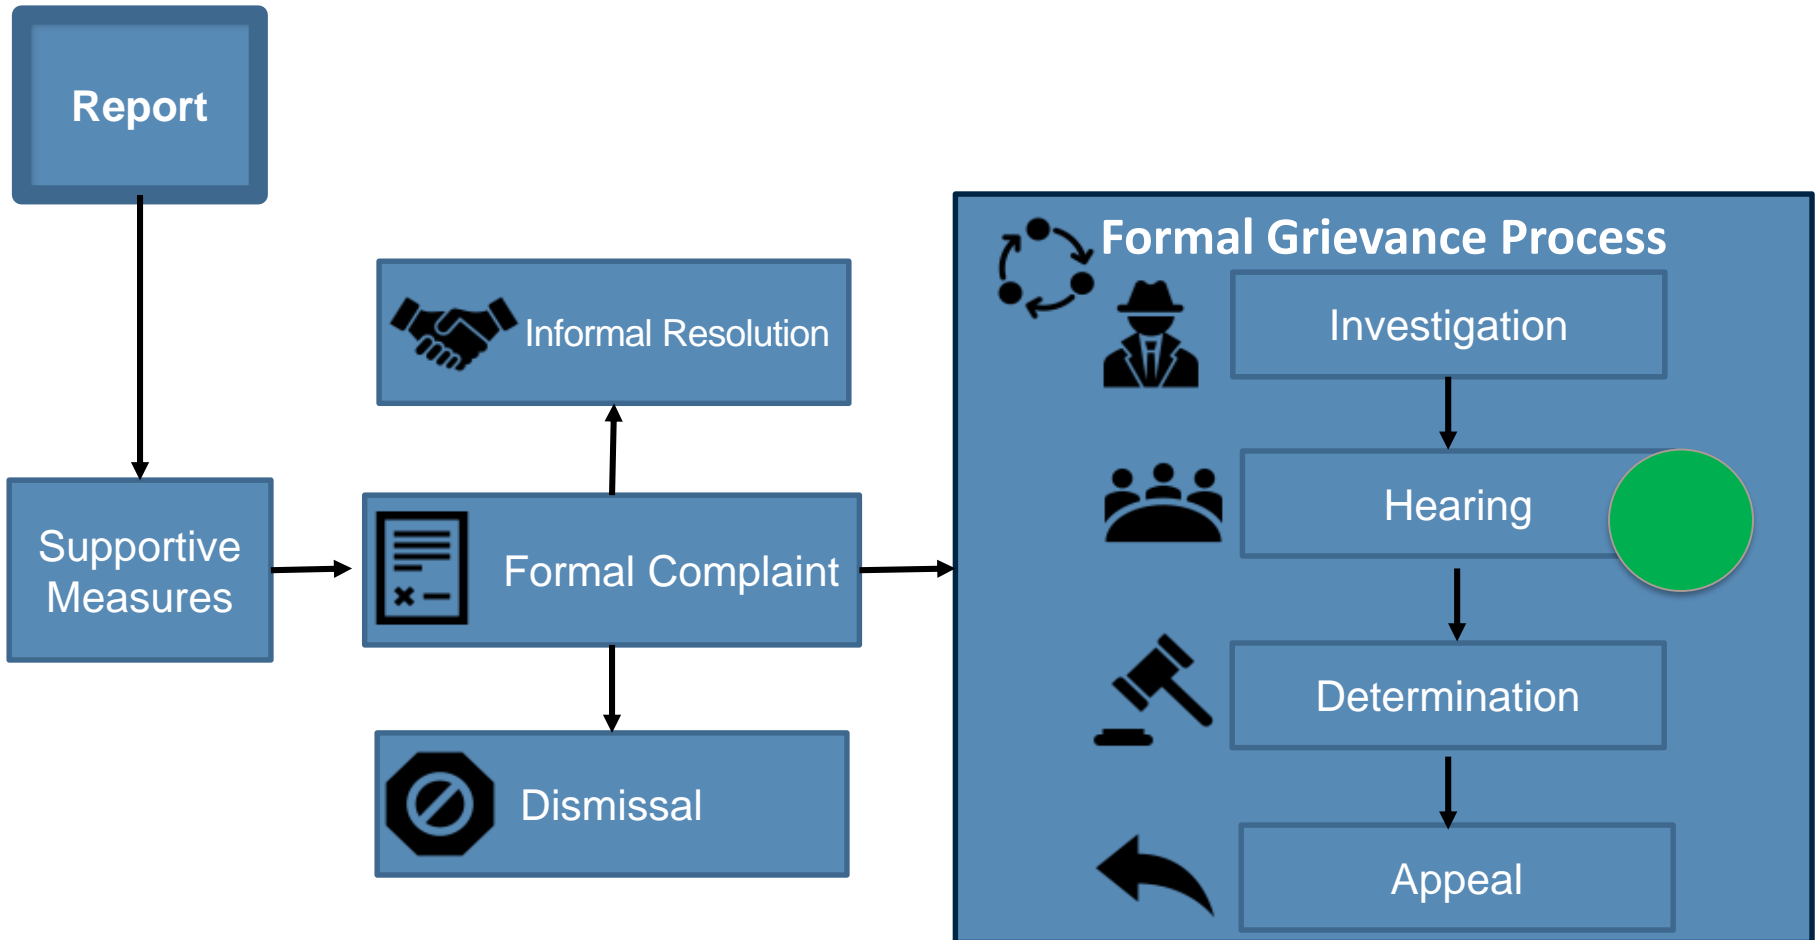 Report
Supportive
Measures
Informal Resolution
Formal Complaint
Dismissal
Formal Grievance Process
Investigation
Hearing
Determination
Appeal